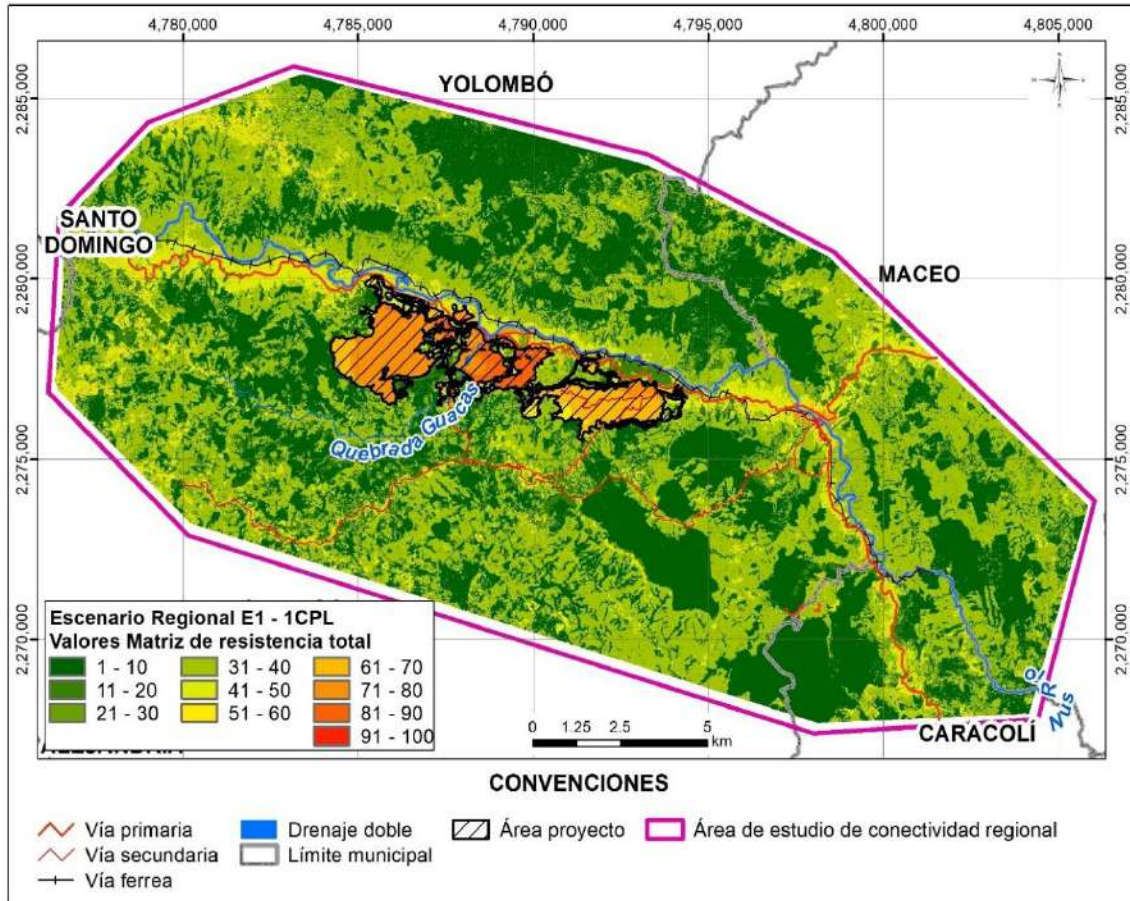 4,780,000 4,785,000 4,790,000 4,795,000 4,800,000 4,805,000
2,285,000 2,285,000
YOLOMBÓ
SANTO
DOMINGO
2,280,000 2,280,000
MACEO
Quebrada Guacas
2,275,000 2,275,000
2,270,000 2,270,000
Escenario Regional E1 - 1CPL
Valores Matriz de resistencia total
1 - 10 31 - 40 61 - 70
11 - 20 41 - 50 71 - 80
21 - 30 51 - 60 81 - 90
91 - 100
0 1.25 2.5 5
km
CARACOLÍ
Nus
CONVENCIONES
Vía primaria Drenaje doble Área proyecto Área de estudio de conectividad regional
Vía secundaria Límite municipal
Vía ferrea